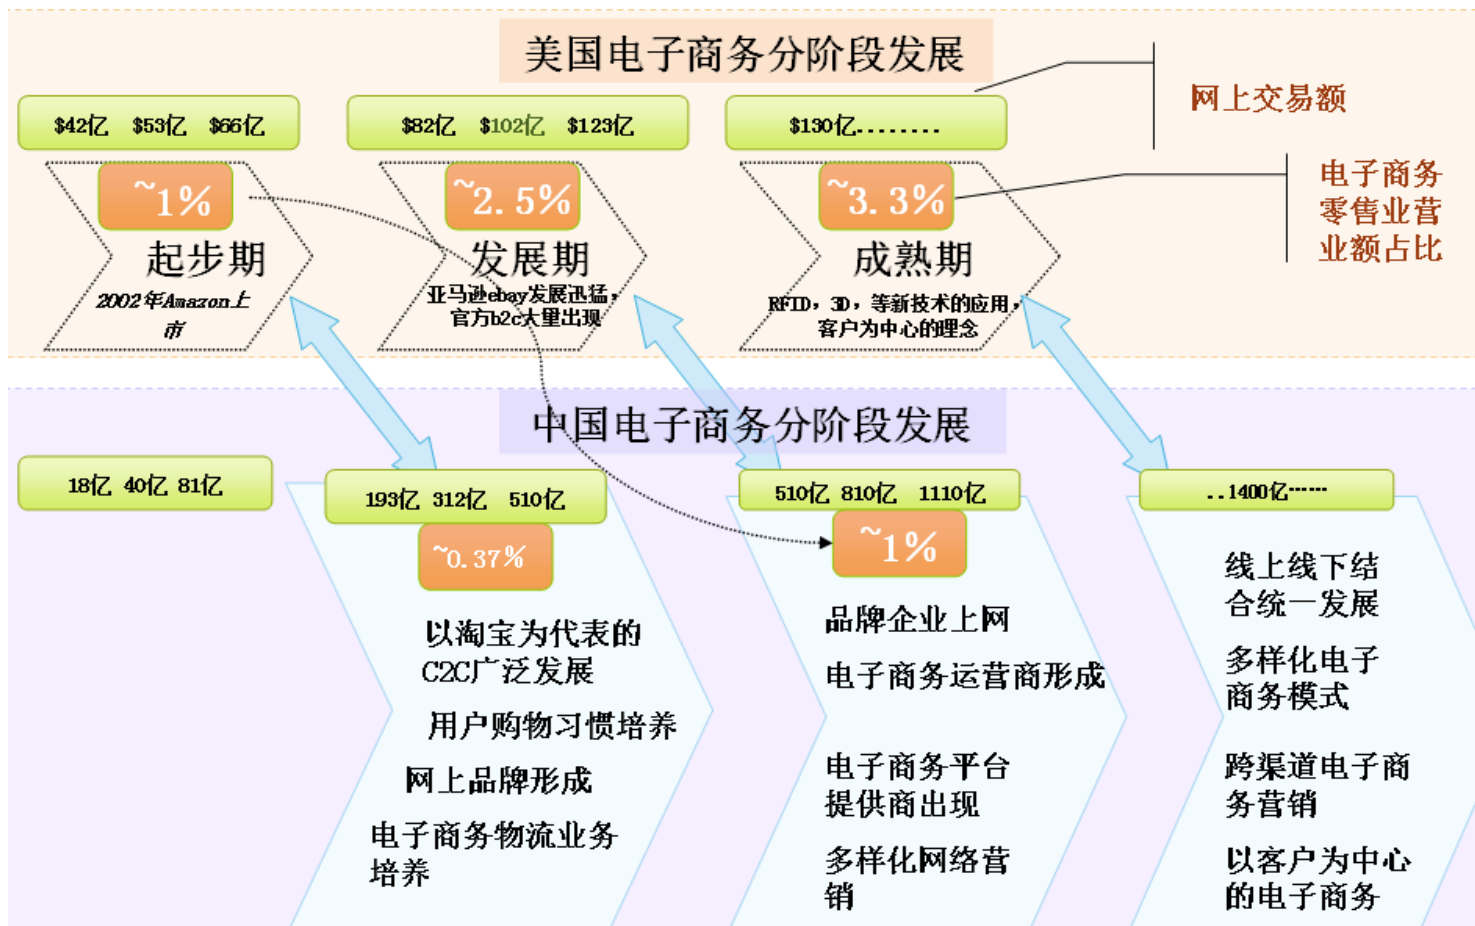 美国电子商务分阶段发展
网上交易额
$42亿 $53亿 $66亿
$82亿 $102亿 $123亿
$130亿........
~1%
~2.5%
~3.3%
电子商务
零售业营
业额占比
起步期
2002年Amazon上
市
发展期
亚马逊ebay发展迅猛，
官方b2c大量出现
成熟期
RFID，3D，等新技术的应用，
客户为中心的理念
中国电子商务分阶段发展
18亿 40亿 81亿
193亿 312亿 510亿
~0.37%
以淘宝为代表的
C2C广泛发展
用户购物习惯培养
网上品牌形成
电子商务物流业务
培养
510亿 810亿 1110亿
~1%
品牌企业上网
电子商务运营商形成
电子商务平台
提供商出现
多样化网络营
销
..1400亿……
线上线下结
合统一发展
多样化电子
商务模式
跨渠道电子商
务营销
以客户为中心
的电子商务